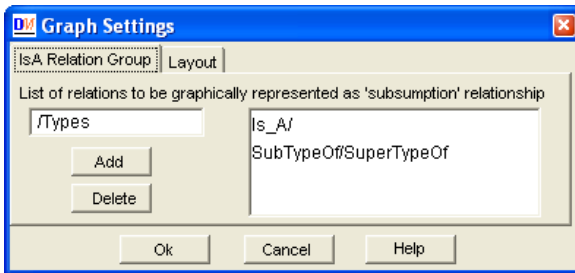 DM Graph Settings
IsA Relation Group Layout
List of relations to be graphically represented as 'subsumption' relationship
/Types
Is_A/
SubTypeOf/SuperTypeOf
Add
Delete
Ok Cancel Help